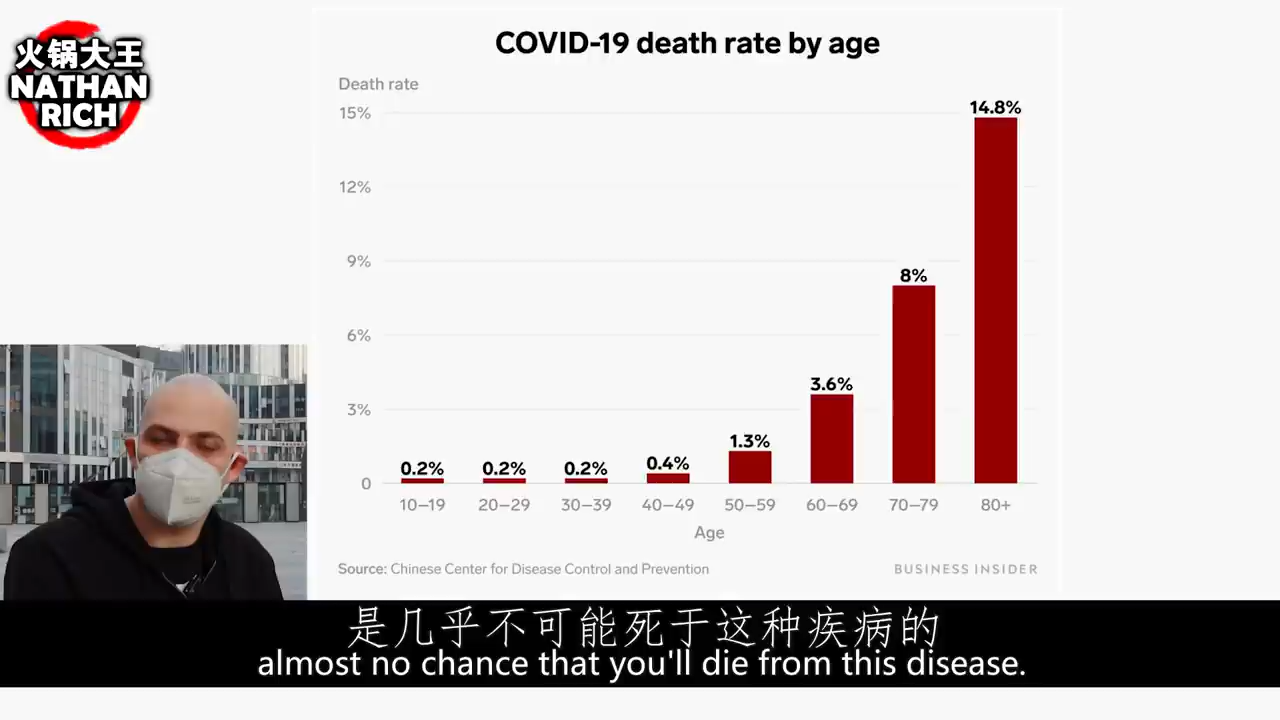 火锅大王
NATHAN
RICH
COVID-19 death rate by age
Death rate
15%
12%
9%
6%
3%
0
0.2%
0.2%
0.2%
0.4%
1.3%
3.6%
8%
14.8%
10–19
20–29
30–39
40–49
50–59
60–69
70–79
80+
Age
Source: Chinese Center for Disease Control and Prevention
BUSINESS INSIDER
是几乎不可能死于这种疾病的
almost no chance that you'll die from this disease.